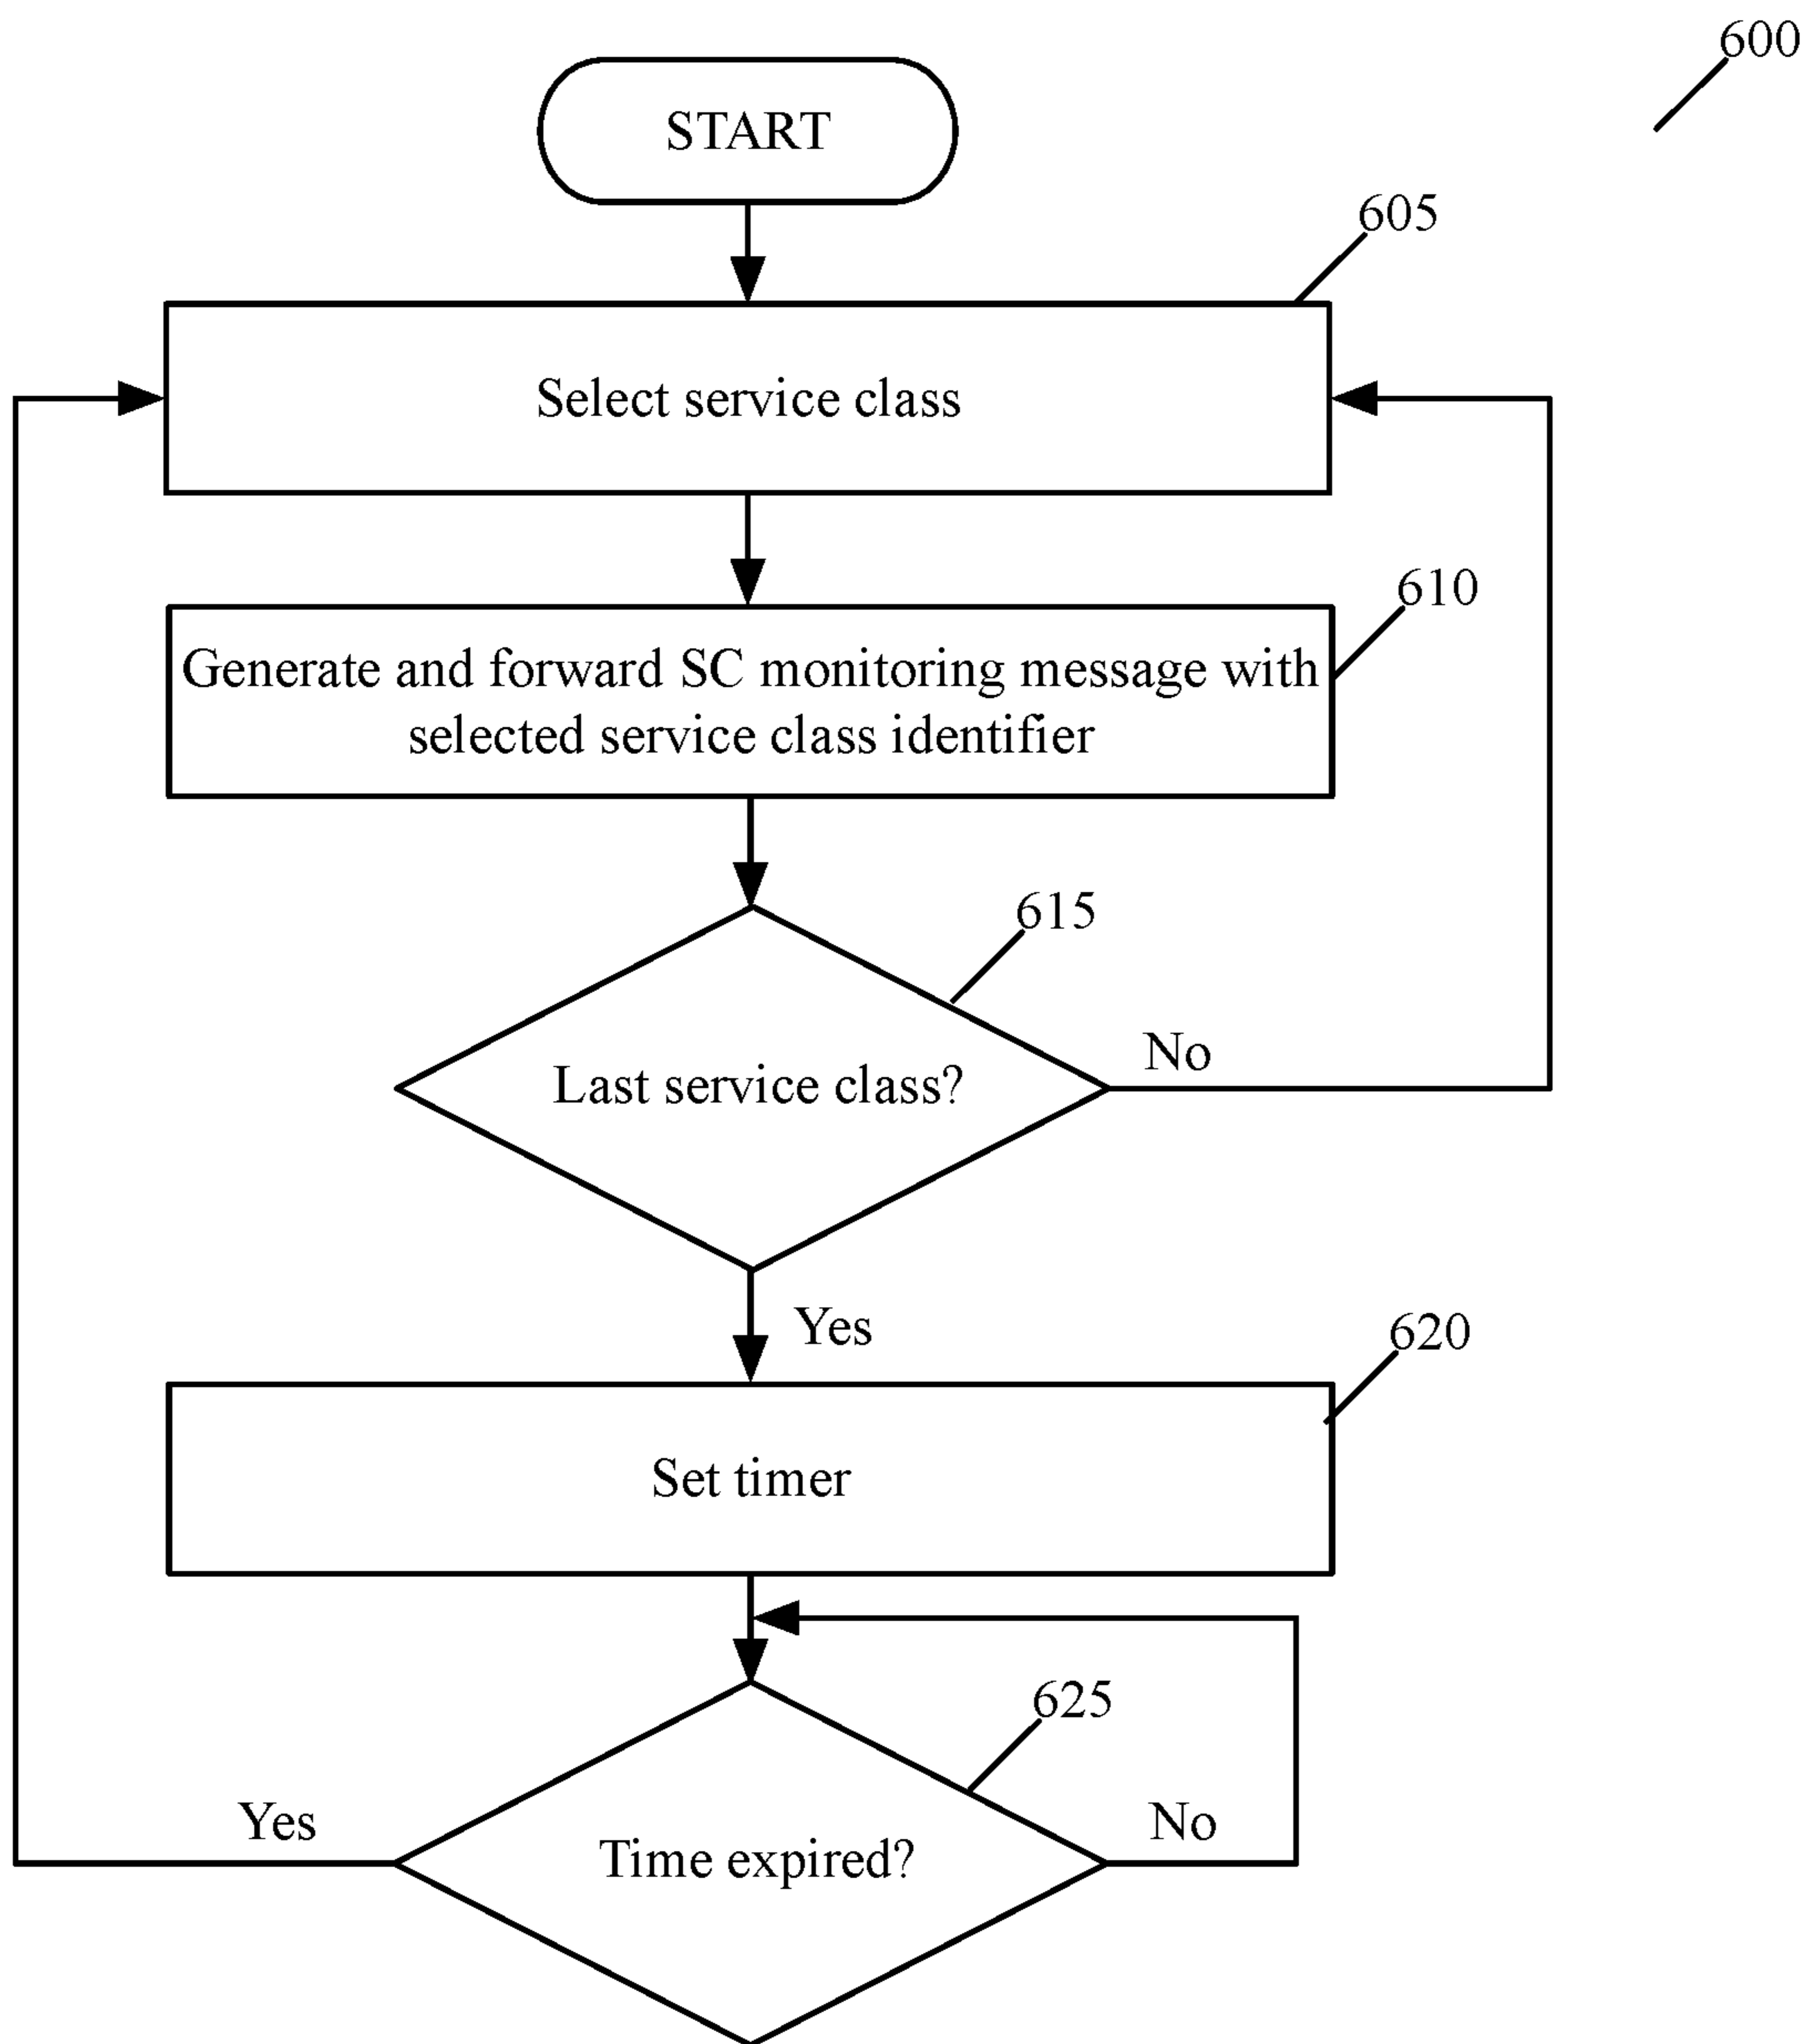 600
START
605
Select service class
610
Generate and forward SC monitoring message with
selected service class identifier
615
Last service class?
No
Yes
620
Set timer
625
Yes
No
Time expired?